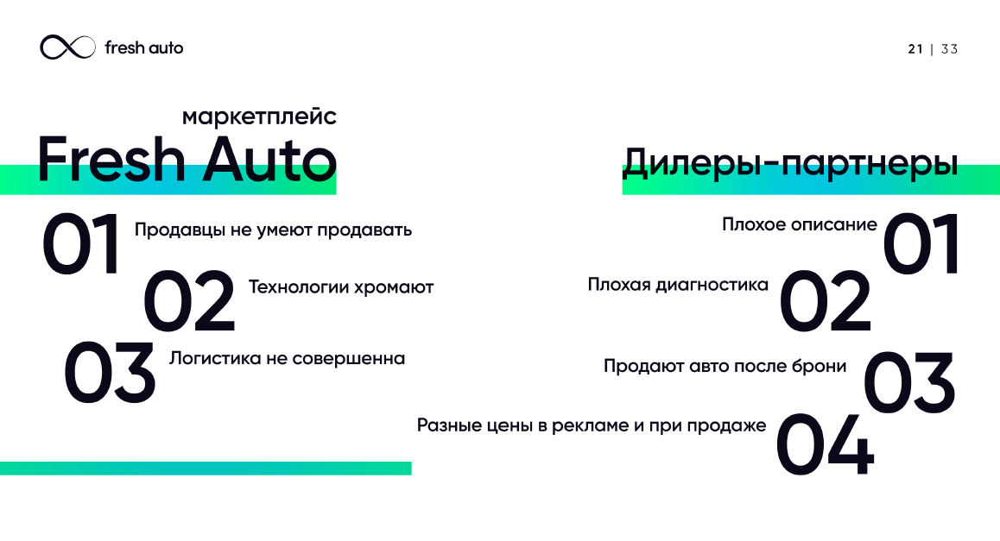 fresh auto
21 | 33
маркетплейс
Fresh Auto
01 Продавцы не умеют продавать
02 Технологии хромают
03 Логистика не совершенна
Дилеры-партнеры
Плохое описание 01
Плохая диагностика 02
Продают авто после брони 03
Разные цены в рекламе и при продаже 04